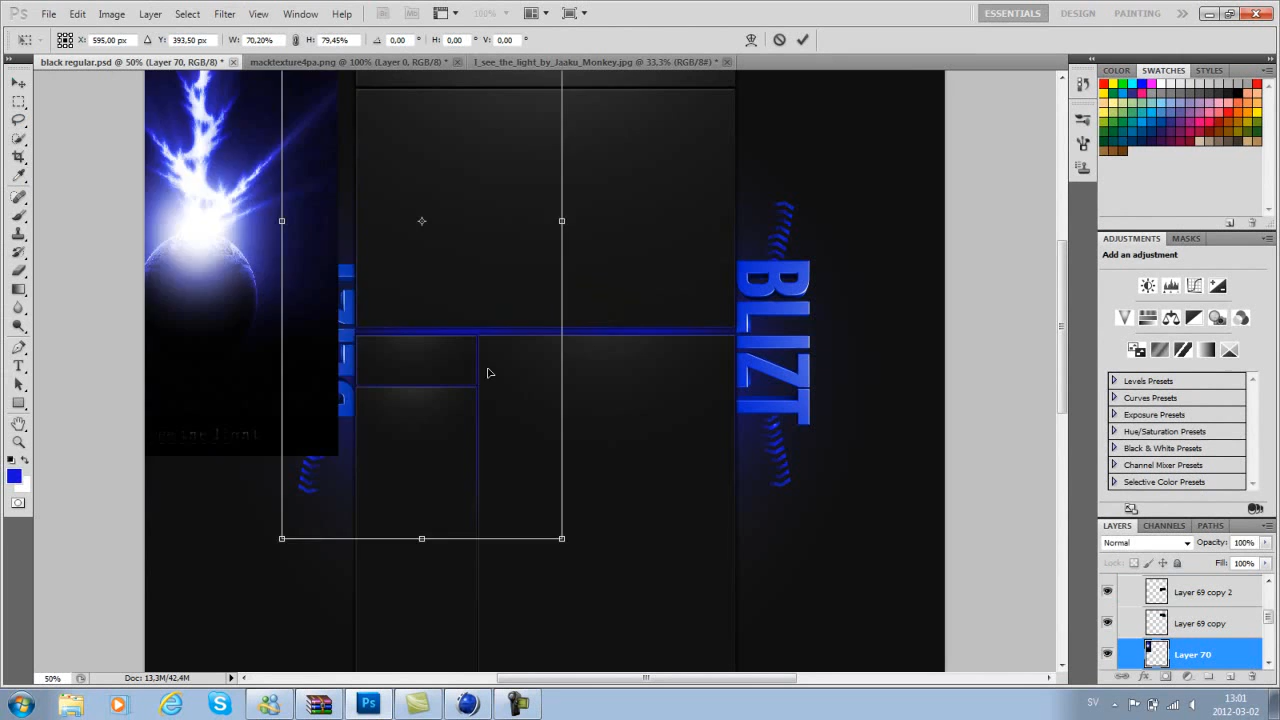 Ps File Edit Image Layer Select Filter View Window Help 100% ESSENTIALS DESIGN PAINTING
X: 595,00 px Y: 393,50 px W: 70,20% H: 79,45% 0,00 ° H: 0,00 ° V: 0,00 °
black regular.psd @ 50% (Layer 70, RGB/8) * macktexture4pa.png @ 100% (Layer 0, RGB/8) * I_see_the_light_by_Jaaku_Monkey.jpg @ 33,3% (RGB/8#) *
COLOR SWATCHES STYLES
ADJUSTMENTS MASKS
Add an adjustment
BLIZT
Levels Presets
Curves Presets
Exposure Presets
Hue/Saturation Presets
Black & White Presets
Channel Mixer Presets
Selective Color Presets
LAYERS CHANNELS PATHS
Normal Opacity: 100%
Lock: Fill: 100%
Layer 69 copy 2
Layer 69 copy
Layer 70
50% Doc: 13,3M/42,4M
Ps SV 13:01
2012-03-02